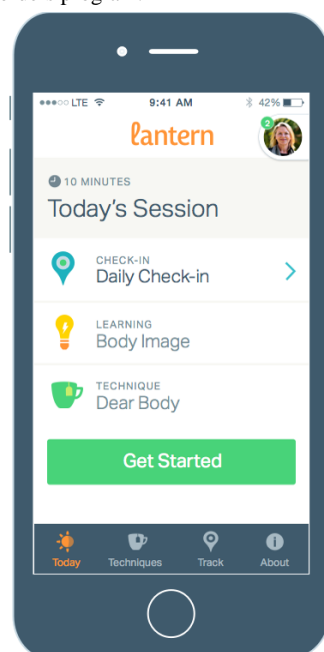 LTE 9:41 AM 42%
lantern
2
10 MINUTES
Today's Session
CHECK-IN
Daily Check-in
LEARNING
Body Image
TECHNIQUE
Dear Body
Get Started
Today Techniques Track About